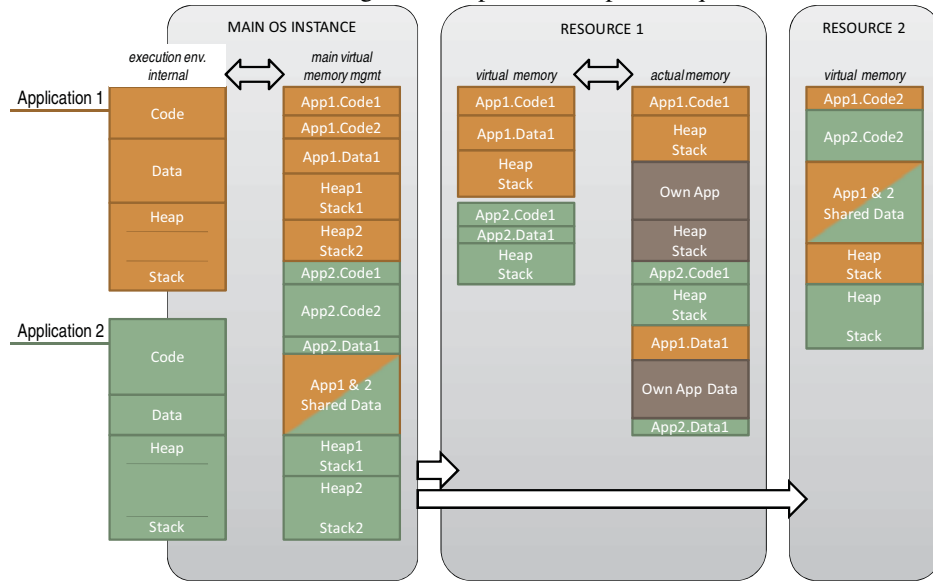 MAIN OS INSTANCE
RESOURCE 1
RESOURCE 2
execution env.
internal
main virtual
memory mgmt
virtual memory
actual memory
virtual memory
Application 1
Code
Data
Heap
Stack
Application 2
Code
Data
Heap
Stack
App1.Code1
App1.Code2
App1.Data1
Heap1
Stack1
Heap2
Stack2
App2.Code1
App2.Code2
App2.Data1
App1 & 2
Shared Data
Heap1
Stack1
Heap2
Stack2
App1.Code1
App1.Data1
Heap
Stack
App2.Code1
App2.Data1
Heap
Stack
App1.Code1
Heap
Stack
Own App
Heap
Stack
App2.Code1
Heap
Stack
App1.Data1
Own App Data
App2.Data1
App1.Code2
App2.Code2
App1 & 2
Shared Data
Heap
Stack
Heap
Stack